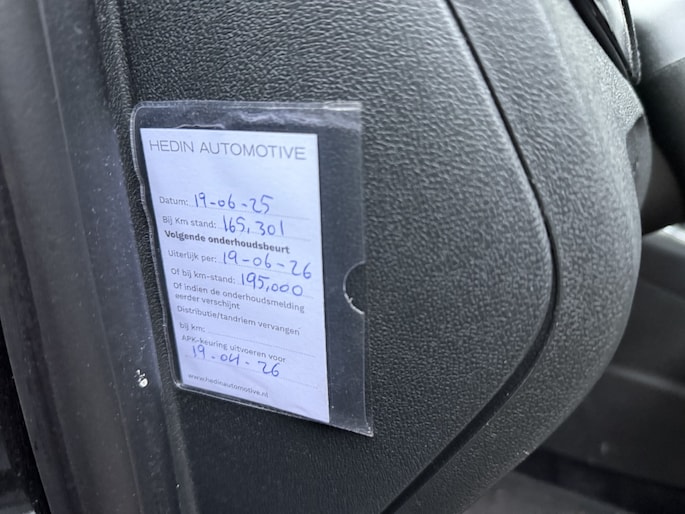 HEDIN AUTOMOTIVE
Datum: 19-06-25
Bij Km stand: 165,301
Volgende onderhoudsbeurt
Uiterlijk per: 19-06-26
Of bij km-stand: 195,000
Of indien de onderhoudsmelding
eerder verschijnt
Distributie/tandriem vervangen
bij km:
APK-keuring uitvoeren voor
19-04-26
www.hedinautomotive.nl